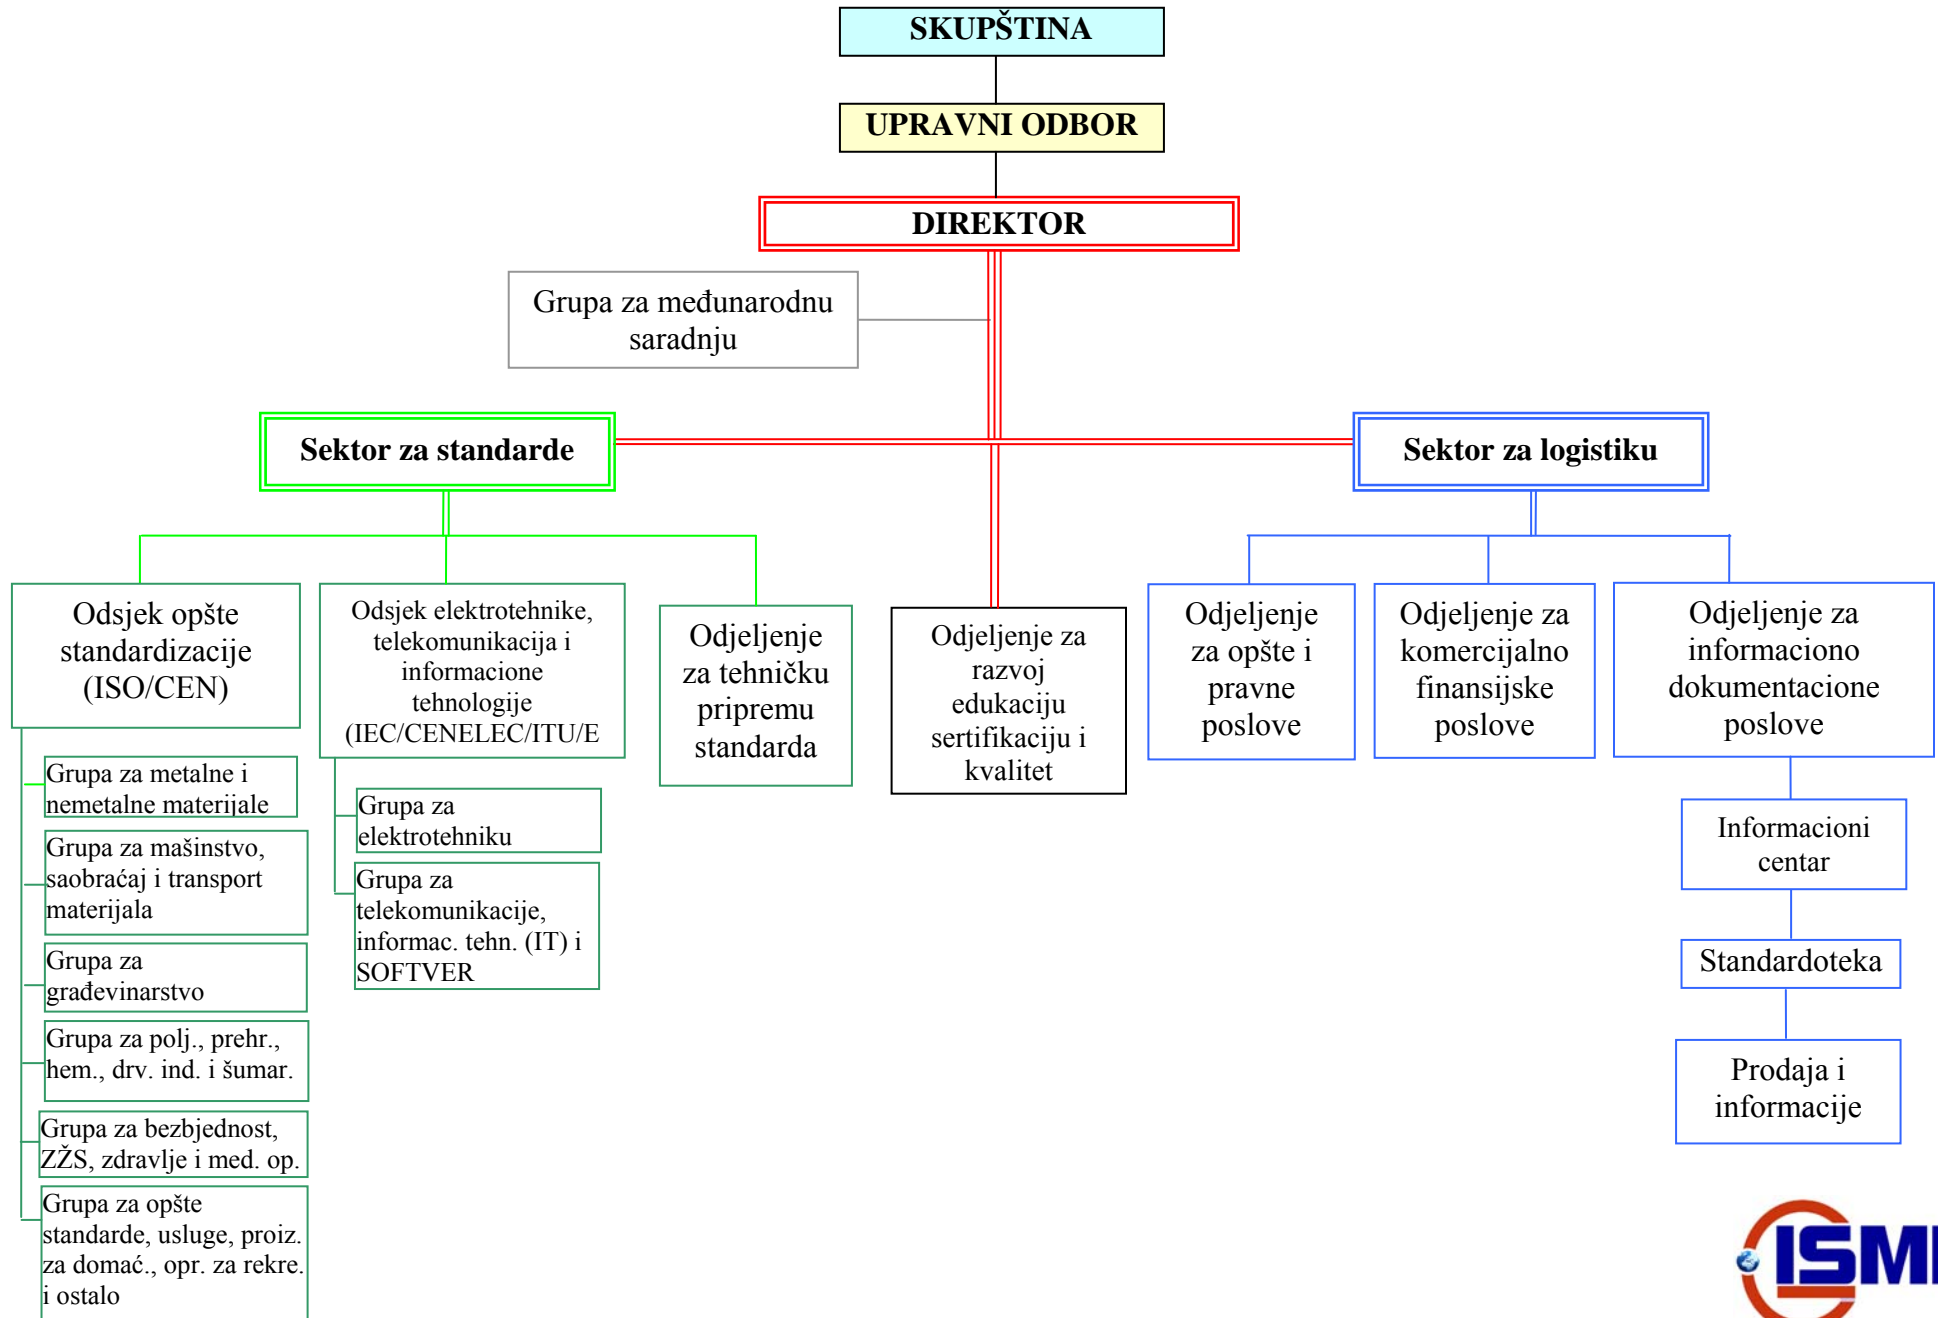 SKUPŠTINA
UPRAVNI ODBOR
DIREKTOR
Grupa za međunarodnu
saradnju
Sektor za standarde
Sektor za logistiku
Odsjek opšte
standardizacije
(ISO/CEN)
Grupa za metalne i
nemetalne materijale
Grupa za mašinstvo,
saobraćaj i transport
materijala
Grupa za
građevinarstvo
Grupa za polj., prehr.,
hem., drv. ind. i šumar.
Grupa za bezbjednost,
ZŽS, zdravlje i med. op.
Grupa za opšte
standarde, usluge, proiz.
za domać., opr. za rekre.
i ostalo
Odsjek elektrotehnike,
telekomunikacija i
informacione
tehnologije
(IEC/CENELEC/ITU/E
Grupa za
elektrotehniku
Grupa za
telekomunikacije,
informac. tehn. (IT) i
SOFTVER
Odjeljenje
za tehničku
pripremu
standarda
Odjeljenje za
razvoj
edukaciju
sertifikaciju i
kvalitet
Odjeljenje
za opšte i
pravne
poslove
Odjeljenje za
komercijalno
finansijske
poslove
Odjeljenje za
informaciono
dokumentacione
poslove
Informacioni
centar
Standardoteka
Prodaja i
informacije
ISM